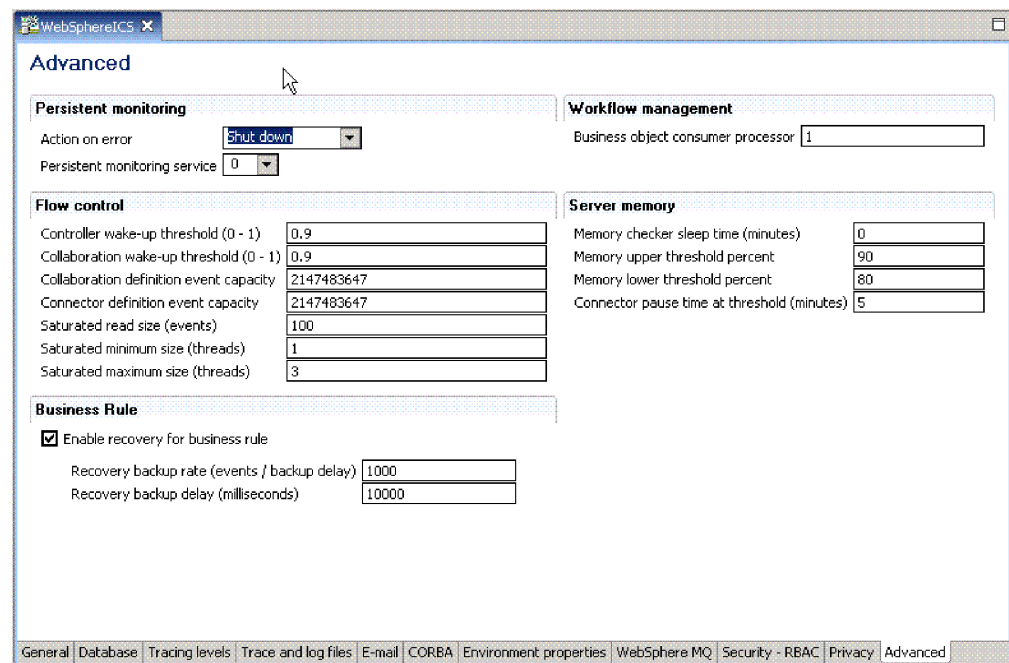 WebSphereICS
Advanced
Persistent monitoring
Action on error Shut down
Persistent monitoring service 0
Workflow management
Business object consumer processor 1
Flow control
Controller wake-up threshold (0 - 1) 0.9
Collaboration wake-up threshold (0 - 1) 0.9
Collaboration definition event capacity 2147483647
Connector definition event capacity 2147483647
Saturated read size (events) 100
Saturated minimum size (threads) 1
Saturated maximum size (threads) 3
Server memory
Memory checker sleep time (minutes) 0
Memory upper threshold percent 90
Memory lower threshold percent 80
Connector pause time at threshold (minutes) 5
Business Rule
Enable recovery for business rule
Recovery backup rate (events / backup delay) 1000
Recovery backup delay (milliseconds) 10000
General Database Tracing levels Trace and log files E-mail CORBA Environment properties WebSphere MQ Security - RBAC Privacy Advanced